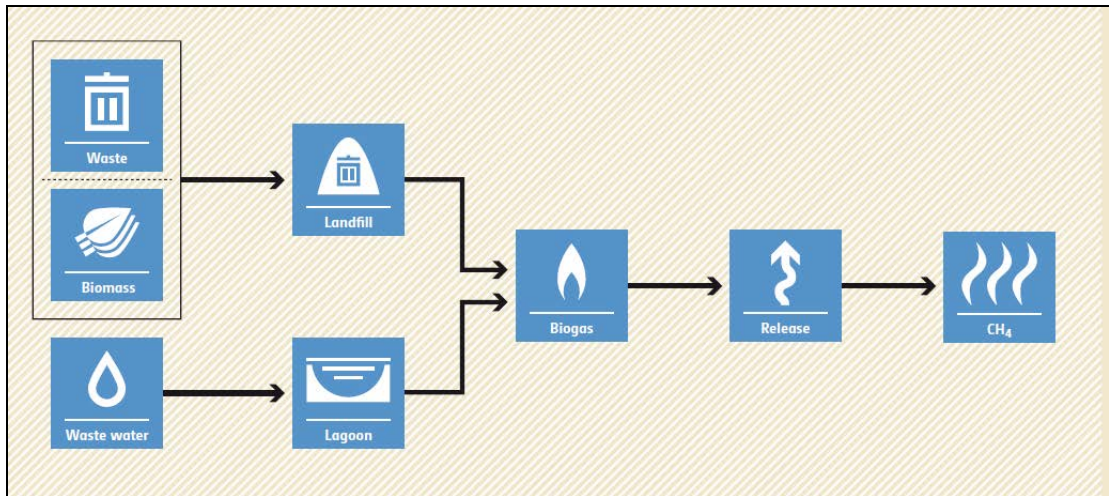 Waste
Biomass
Landfill
Biogas
Release
CH₄
Waste water
Lagoon